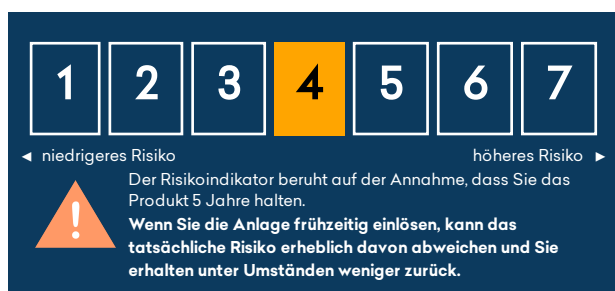 1 2 3 4 5 6 7
◄ niedrigeres Risiko höheres Risiko ►
Der Risikoindikator beruht auf der Annahme, dass Sie das
Produkt 5 Jahre halten.
Wenn Sie die Anlage frühzeitig einlösen, kann das
tatsächliche Risiko erheblich davon abweichen und Sie
erhalten unter Umständen weniger zurück.
!